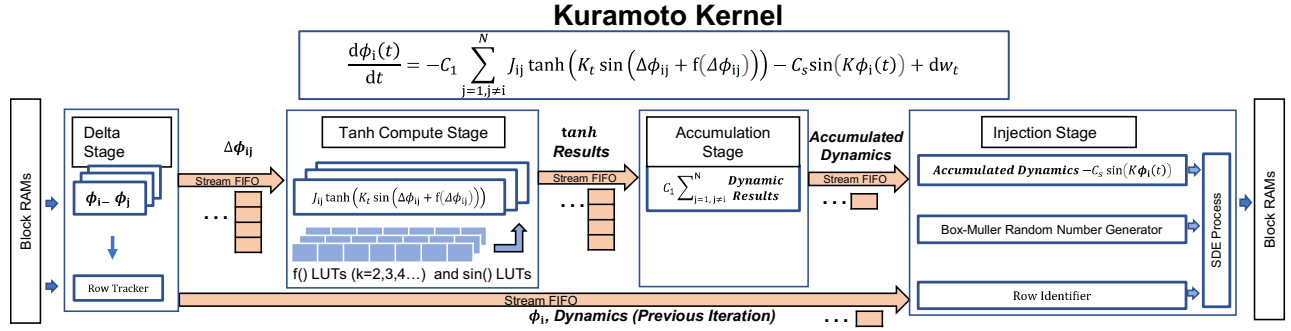 Kuramoto Kernel
dϕᵢ(t)/dt = −C₁ ∑_{j=1,j≠i}^{N} Jᵢⱼ tanh(Kₜ sin(Δϕᵢⱼ + f(Δϕᵢⱼ))) − Cₛsin(Kϕᵢ(t)) + dwₜ
Block RAMs
Delta
Stage
ϕᵢ₋ ϕⱼ
Row Tracker
Δϕᵢⱼ
Stream FIFO
...
Tanh Compute Stage
Jᵢⱼ tanh(Kₜ sin(Δϕᵢⱼ + f(Δϕᵢⱼ)))
f() LUTs (k=2,3,4...) and sin() LUTs
tanh
Results
Stream FIFO
...
Accumulation
Stage
C₁ ∑_{j=1, j≠i}^{N} Dynamic
Results
Accumulated
Dynamics
Stream FIFO
...
Injection Stage
Accumulated Dynamics −Cₛ sin(Kϕᵢ(t))
Box-Muller Random Number Generator
Row Identifier
SDE Process
Block RAMs
Stream FIFO
ϕᵢ, Dynamics (Previous Iteration)
...